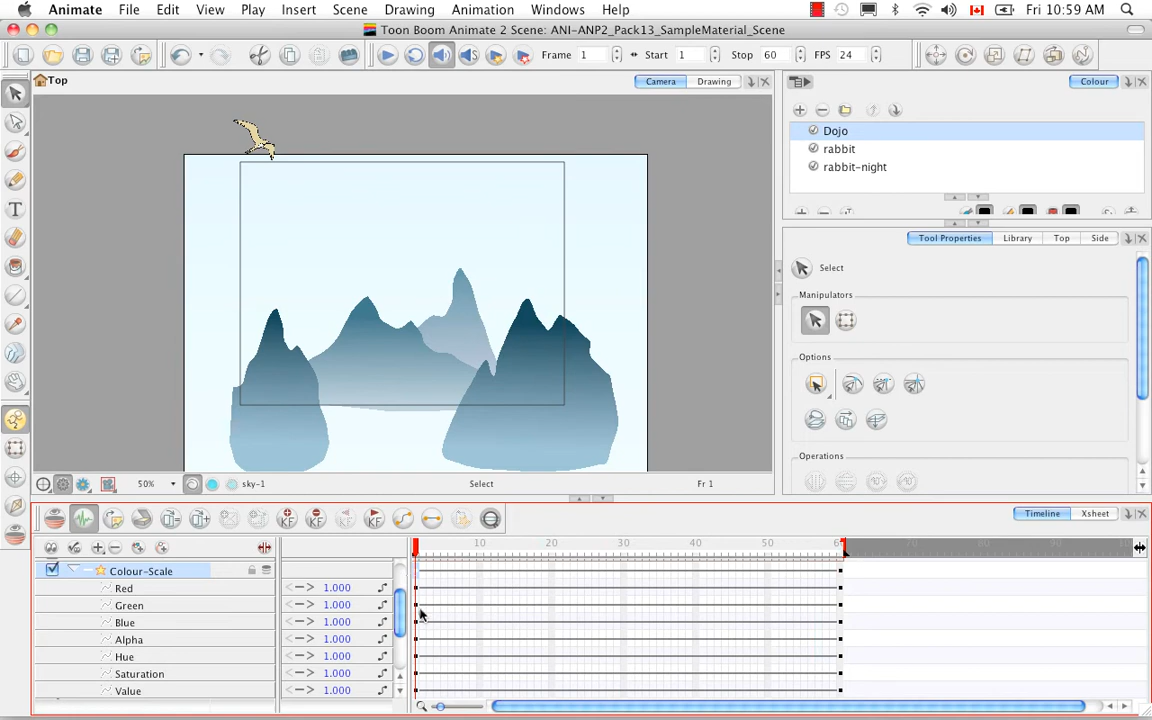 Animate File Edit View Play Insert Scene Drawing Animation Windows Help Fri 10:59 AM
Toon Boom Animate 2 Scene: ANI-ANP2_Pack13_SampleMaterial_Scene
Frame 1 Start 1 Stop 60 FPS 24
Top Camera Drawing Colour
Dojo
rabbit
rabbit-night
Tool Properties Library Top Side
Select
Manipulators
Options
Operations
50% sky-1 Select Fr 1
KF KF KF KF Timeline Xsheet
10 20 30 40 50
Colour-Scale
Red 1.000
Green 1.000
Blue 1.000
Alpha 1.000
Hue 1.000
Saturation 1.000
Value 1.000